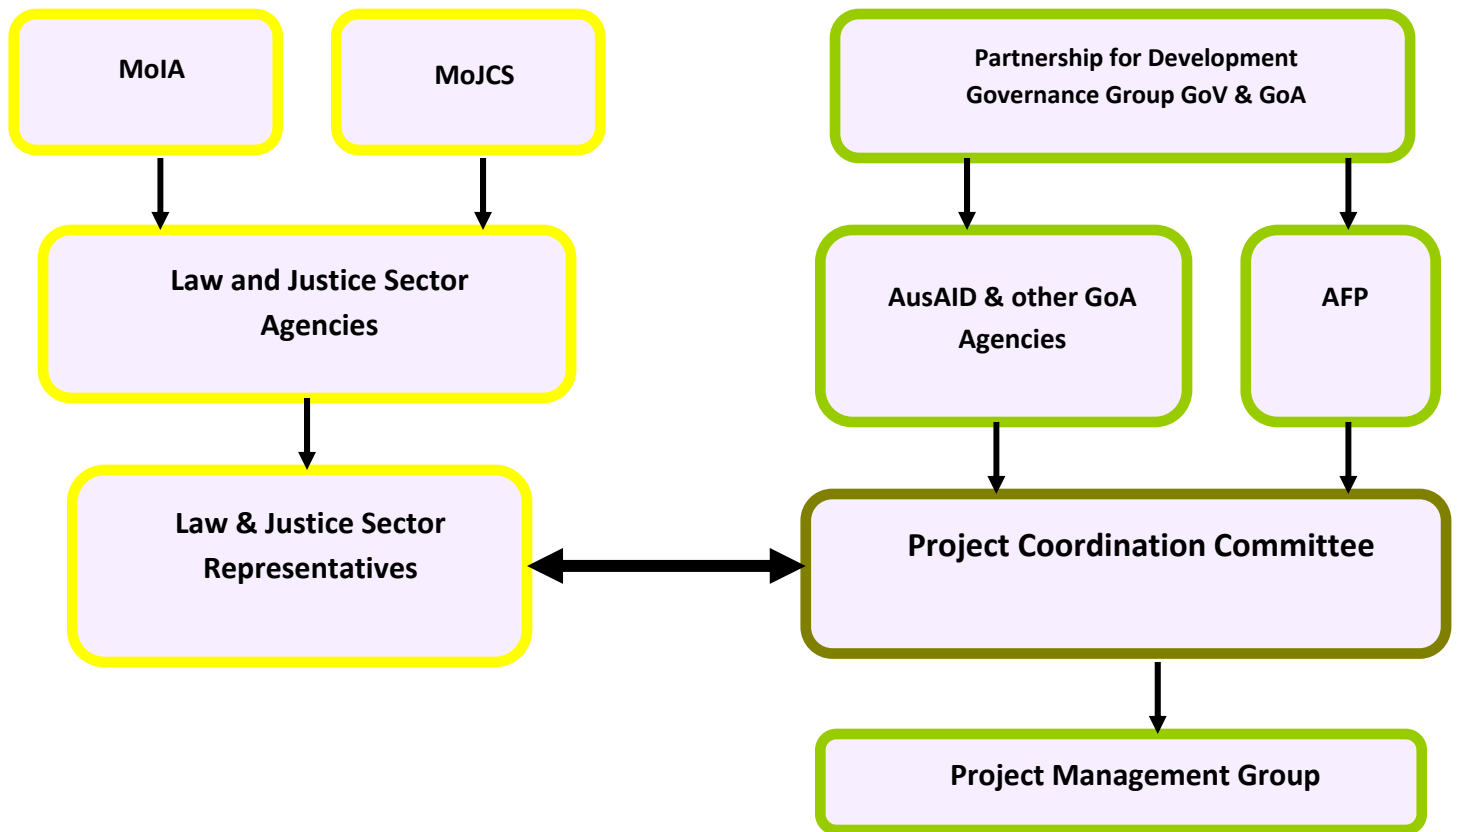 MoIA
MoJCS
Partnership for Development
Governance Group GoV & GoA
Law and Justice Sector
Agencies
AusAID & other GoA
Agencies
AFP
Law & Justice Sector
Representatives
Project Coordination Committee
Project Management Group